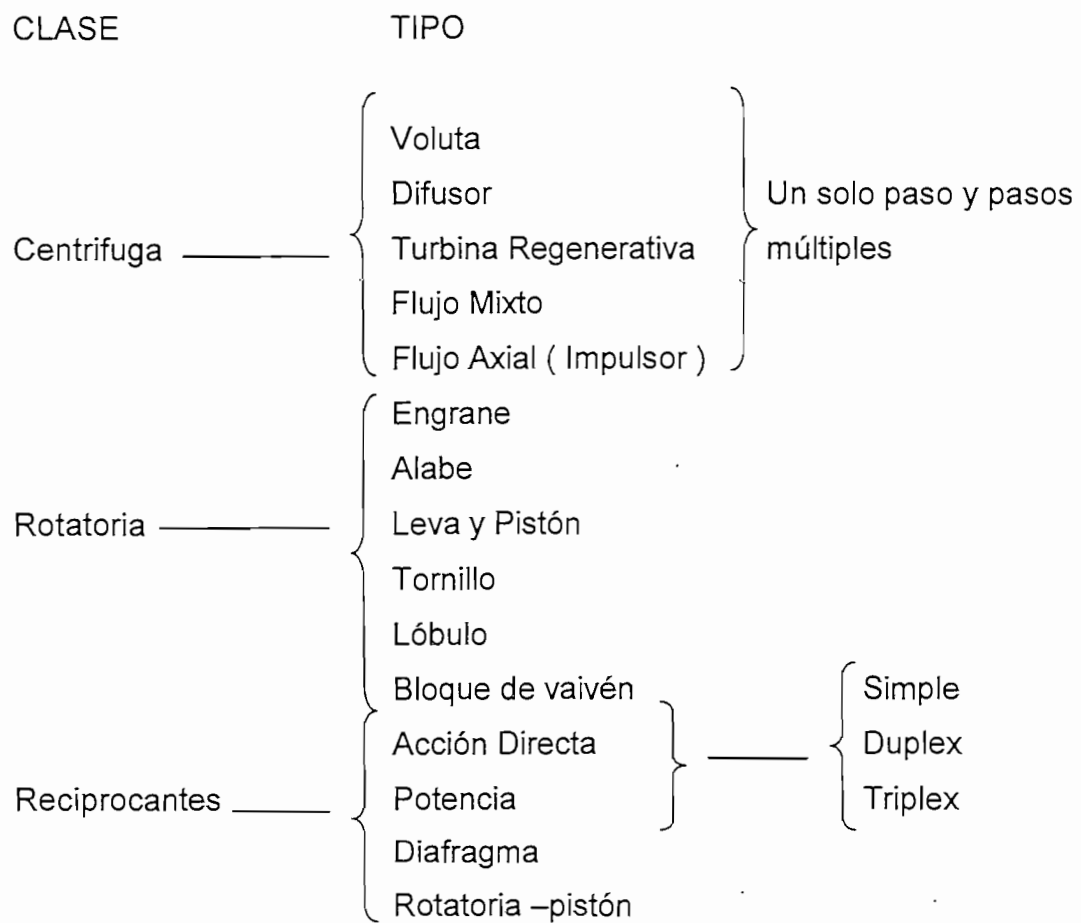 CLASE TIPO
Voluta
Difusor Un solo paso y pasos
Centrifuga Turbina Regenerativa múltiples
Flujo Mixto
Flujo Axial ( Impulsor )
Engrane
Alabe
Rotatoria Leva y Pistón
Tornillo
Lóbulo
Bloque de vaivén Simple
Acción Directa Duplex
Reciprocantes Potencia Triplex
Diafragma
Rotatoria –pistón